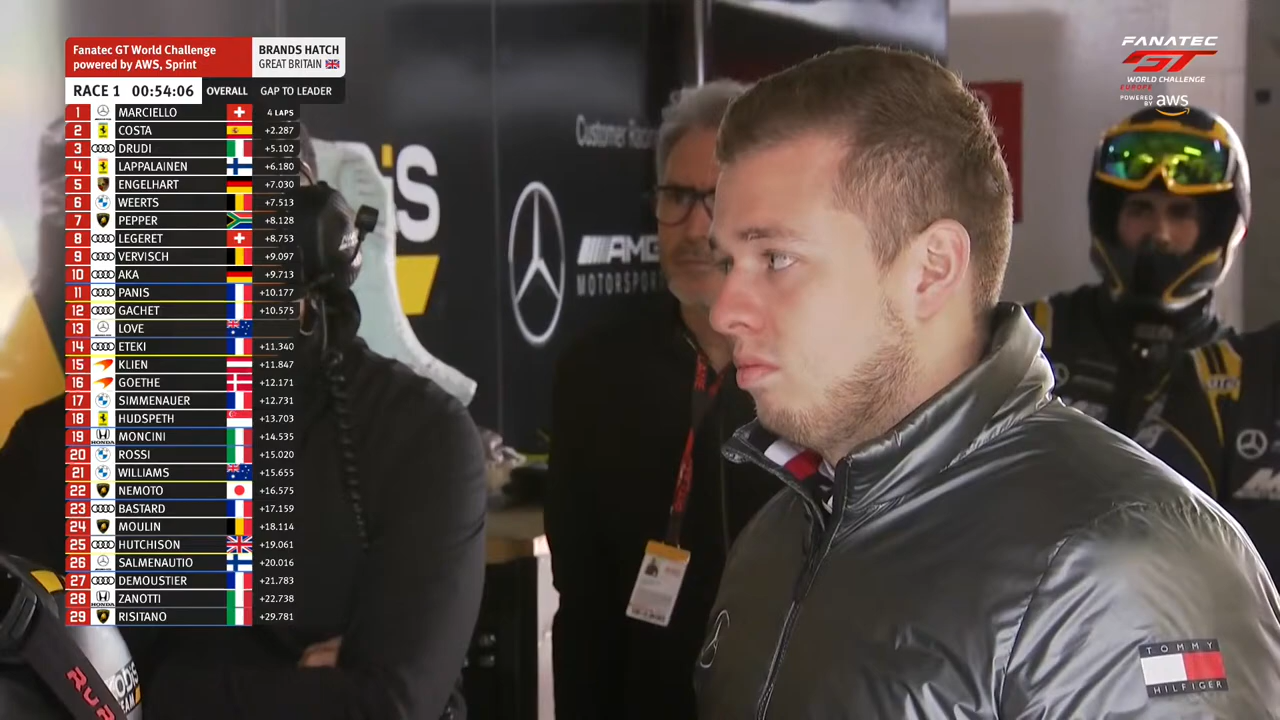 Fanatec GT World Challenge
powered by AWS, Sprint
BRANDS HATCH
GREAT BRITAIN
RACE 1 00:54:06 OVERALL GAP TO LEADER
1 MARCIELLO 4 LAPS
2 COSTA +2.287
3 DRUDI +5.102
4 LAPPALAINEN +6.180
5 ENGELHART +7.030
6 WEERTS +7.513
7 PEPPER +8.128
8 LEGERET +8.753
9 VERVISCH +9.097
10 AKA +9.713
11 PANIS +10.177
12 GACHET +10.575
13 LOVE
14 ETEKI +11.340
15 KLIEN +11.847
16 GOETHE +12.171
17 SIMMENAUER +12.731
18 HUDSPETH +13.703
19 HONDA MONCINI +14.535
20 ROSSI +15.020
21 WILLIAMS +15.655
22 NEMOTO +16.575
23 BASTARD +17.159
24 MOULIN +18.114
25 HUTCHISON +19.061
26 SALMENAUTIO +20.016
27 DEMOUSTIER +21.783
28 HONDA ZANOTTI +22.738
29 RISITANO +29.781
FANATEC
GT
WORLD CHALLENGE
EUROPE
POWERED BY aws
Customer Racing
AMG
MOTORSPORT
TOMMY
HILFIGER